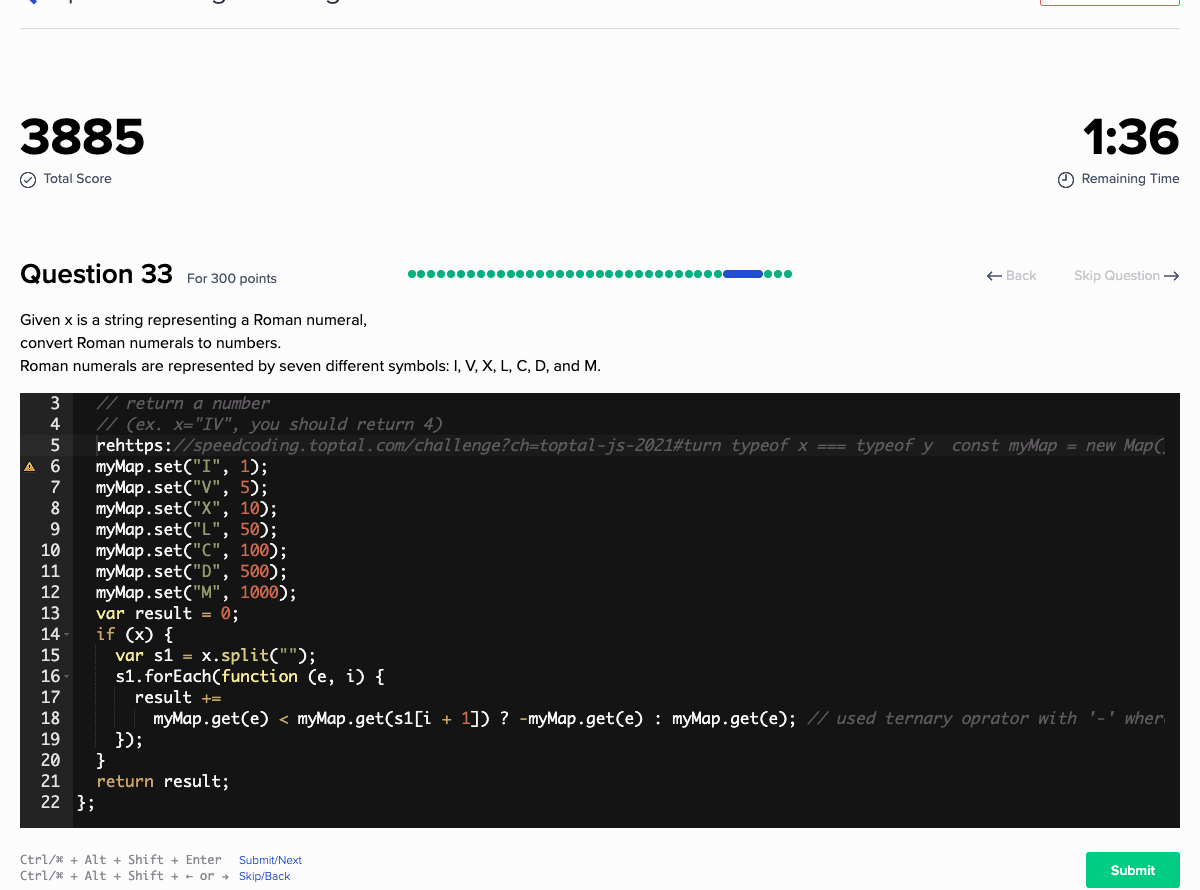 3885
Total Score
1:36
Remaining Time
Question 33 For 300 points
← Back Skip Question →
Given x is a string representing a Roman numeral,
convert Roman numerals to numbers.
Roman numerals are represented by seven different symbols: I, V, X, L, C, D, and M.
3 // return a number
4 // (ex. x="IV", you should return 4)
5 rehttps://speedcoding.toptal.com/challenge?ch=toptal-js-2021#turn typeof x === typeof y  const myMap = new Map(
6 myMap.set("I", 1);
7 myMap.set("V", 5);
8 myMap.set("X", 10);
9 myMap.set("L", 50);
10 myMap.set("C", 100);
11 myMap.set("D", 500);
12 myMap.set("M", 1000);
13 var result = 0;
14 if (x) {
15 var s1 = x.split("");
16 s1.forEach(function (e, i) {
17 result +=
18 myMap.get(e) < myMap.get(s1[i + 1]) ? -myMap.get(e) : myMap.get(e); // used ternary oprator with '-' wher
19 });
20 }
21 return result;
22 };
Ctrl/⌘ + Alt + Shift + Enter Submit/Next
Ctrl/⌘ + Alt + Shift + ← or → Skip/Back
Submit